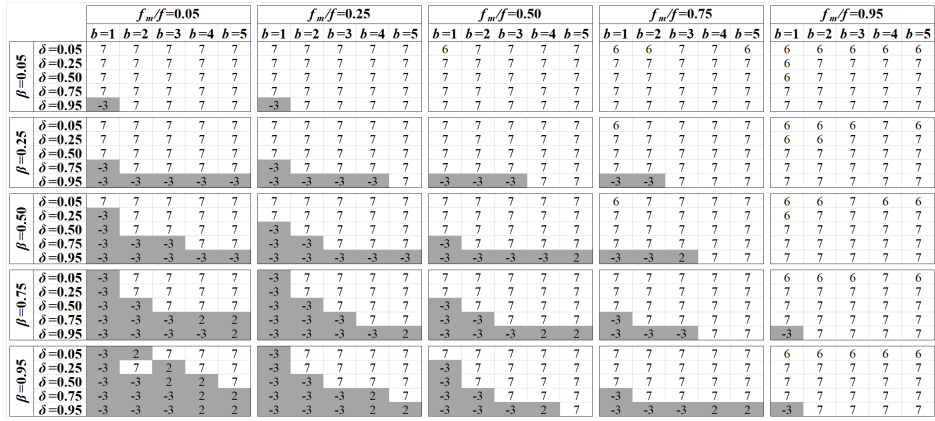 f m/f=0.05 f m/f=0.25 f m/f=0.50 f m/f=0.75 f m/f=0.95
b=1 b=2 b=3 b=4 b=5 b=1 b=2 b=3 b=4 b=5 b=1 b=2 b=3 b=4 b=5 b=1 b=2 b=3 b=4 b=5 b=1 b=2 b=3 b=4 b=5
β=0.05
δ=0.05 7 7 7 7 7 7 7 7 7 7 6 7 7 7 7 6 6 7 7 6 6 6 6 6 6
δ=0.25 7 7 7 7 7 7 7 7 7 7 7 7 7 7 7 7 7 7 7 7 6 7 7 7 7
δ=0.50 7 7 7 7 7 7 7 7 7 7 7 7 7 7 7 7 7 7 7 7 6 7 7 7 7
δ=0.75 7 7 7 7 7 7 7 7 7 7 7 7 7 7 7 7 7 7 7 7 7 7 7 7 7
δ=0.95 -3 7 7 7 7 -3 7 7 7 7 7 7 7 7 7 7 7 7 7 7 7 7 7 7 7
β=0.25
δ=0.05 7 7 7 7 7 7 7 7 7 7 7 7 7 7 7 6 7 7 7 7 6 6 6 7 6
δ=0.25 7 7 7 7 7 7 7 7 7 7 7 7 7 7 7 7 7 7 7 7 6 6 7 7 7
δ=0.50 7 7 7 7 7 7 7 7 7 7 7 7 7 7 7 7 7 7 7 7 7 7 7 7 7
δ=0.75 -3 7 7 7 7 -3 7 7 7 7 7 7 7 7 7 7 7 7 7 7 7 7 7 7 7
δ=0.95 -3 -3 -3 -3 -3 -3 -3 -3 -3 7 -3 -3 -3 7 7 -3 -3 7 7 7 7 7 7 7 7
β=0.50
δ=0.05 7 7 7 7 7 7 7 7 7 7 7 7 7 7 7 6 7 7 7 7 6 6 7 6 6
δ=0.25 -3 7 7 7 7 7 7 7 7 7 7 7 7 7 7 7 7 7 7 7 6 7 7 7 7
δ=0.50 -3 7 7 7 7 -3 7 7 7 7 7 7 7 7 7 7 7 7 7 7 7 7 7 7 7
δ=0.75 -3 -3 -3 7 7 -3 -3 7 7 7 -3 7 7 7 7 7 7 7 7 7 7 7 7 7 7
δ=0.95 -3 -3 -3 -3 -3 -3 -3 -3 -3 -3 -3 -3 -3 -3 2 -3 -3 2 7 7 7 7 7 7 7
β=0.75
δ=0.05 -3 7 7 7 7 -3 7 7 7 7 7 7 7 7 7 7 7 7 7 7 6 6 6 7 6
δ=0.25 -3 7 7 7 7 -3 7 7 7 7 7 7 7 7 7 7 7 7 7 7 7 7 7 7 7
δ=0.50 -3 -3 7 7 7 -3 -3 7 7 7 -3 7 7 7 7 7 7 7 7 7 7 7 7 7 7
δ=0.75 -3 -3 -3 2 2 -3 -3 -3 7 7 -3 -3 7 7 7 -3 7 7 7 7 7 7 7 7 7
δ=0.95 -3 -3 -3 -3 2 -3 -3 -3 -3 2 -3 -3 -3 2 2 -3 -3 -3 7 7 -3 7 7 7 7
β=0.95
δ=0.05 -3 2 7 7 7 -3 7 7 7 7 7 7 7 7 7 7 7 7 7 7 6 6 6 6 6
δ=0.25 -3 7 2 7 7 -3 7 7 7 7 -3 7 7 7 7 7 7 7 7 7 7 7 7 7 7
δ=0.50 -3 -3 2 2 7 -3 -3 7 7 7 -3 -3 7 7 7 7 7 7 7 7 7 7 7 7 7
δ=0.75 -3 -3 -3 2 2 -3 -3 -3 2 7 -3 -3 -3 7 7 -3 7 7 7 7 7 7 7 7 7
δ=0.95 -3 -3 -3 2 2 -3 -3 -3 2 2 -3 -3 -3 2 7 -3 -3 -3 2 2 -3 7 7 7 7